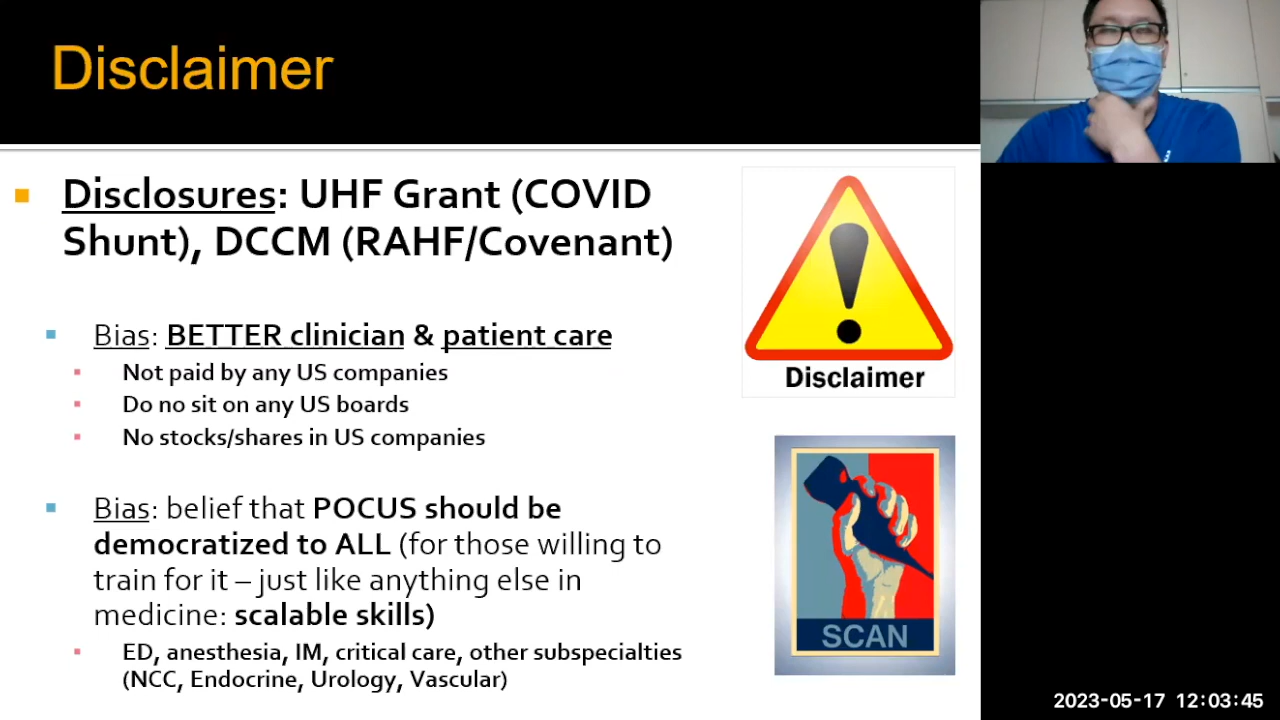 Disclaimer
Disclosures: UHF Grant (COVID
Shunt), DCCM (RAHF/Covenant)
Bias: BETTER clinician & patient care
Not paid by any US companies
Do no sit on any US boards
No stocks/shares in US companies
Bias: belief that POCUS should be
democratized to ALL (for those willing to
train for it – just like anything else in
medicine: scalable skills)
ED, anesthesia, IM, critical care, other subspecialties
(NCC, Endocrine, Urology, Vascular)
Disclaimer
SCAN
2023-05-17 12:03:45